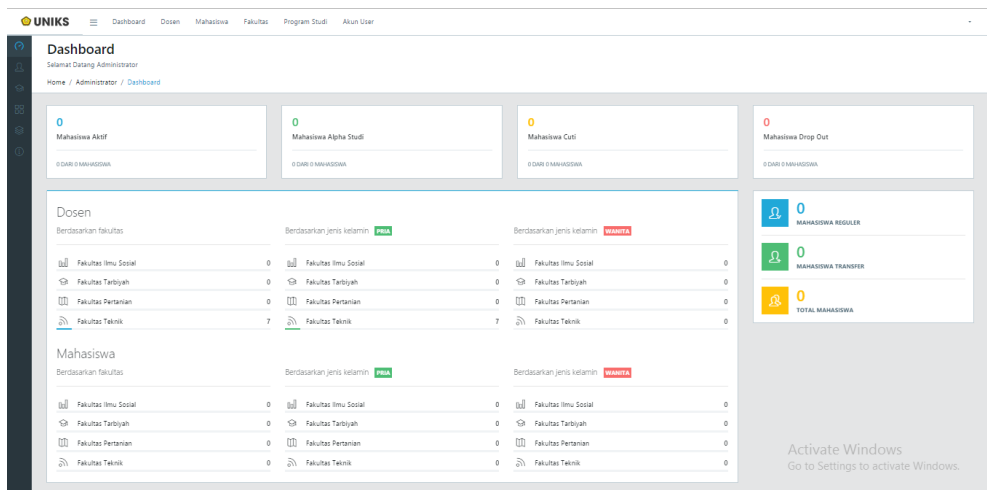 UNIKS Dashboard Dosen Mahasiswa Fakultas Program Studi Akun User
Dashboard
Selamat Datang Administrator
Home / Administrator / Dashboard
0 0 0 0
Mahasiswa Aktif Mahasiswa Alpha Studi Mahasiswa Cuti Mahasiswa Drop Out
0 DARI 0 MAHASISWA 0 DARI 0 MAHASISWA 0 DARI 0 MAHASISWA 0 DARI 0 MAHASISWA
Dosen
Berdasarkan fakultas Berdasarkan jenis kelamin PRIA Berdasarkan jenis kelamin WANITA
Fakultas Ilmu Sosial 0 Fakultas Ilmu Sosial 0 Fakultas Ilmu Sosial 0
Fakultas Tarbiyah 0 Fakultas Tarbiyah 0 Fakultas Tarbiyah 0
Fakultas Pertanian 0 Fakultas Pertanian 0 Fakultas Pertanian 0
Fakultas Teknik 7 Fakultas Teknik 7 Fakultas Teknik 0
Mahasiswa
Berdasarkan fakultas Berdasarkan jenis kelamin PRIA Berdasarkan jenis kelamin WANITA
Fakultas Ilmu Sosial 0 Fakultas Ilmu Sosial 0 Fakultas Ilmu Sosial 0
Fakultas Tarbiyah 0 Fakultas Tarbiyah 0 Fakultas Tarbiyah 0
Fakultas Pertanian 0 Fakultas Pertanian 0 Fakultas Pertanian 0
Fakultas Teknik 0 Fakultas Teknik 0 Fakultas Teknik 0
0
MAHASISWA REGULER
0
MAHASISWA TRANSFER
0
TOTAL MAHASISWA
Activate Windows
Go to Settings to activate Windows.